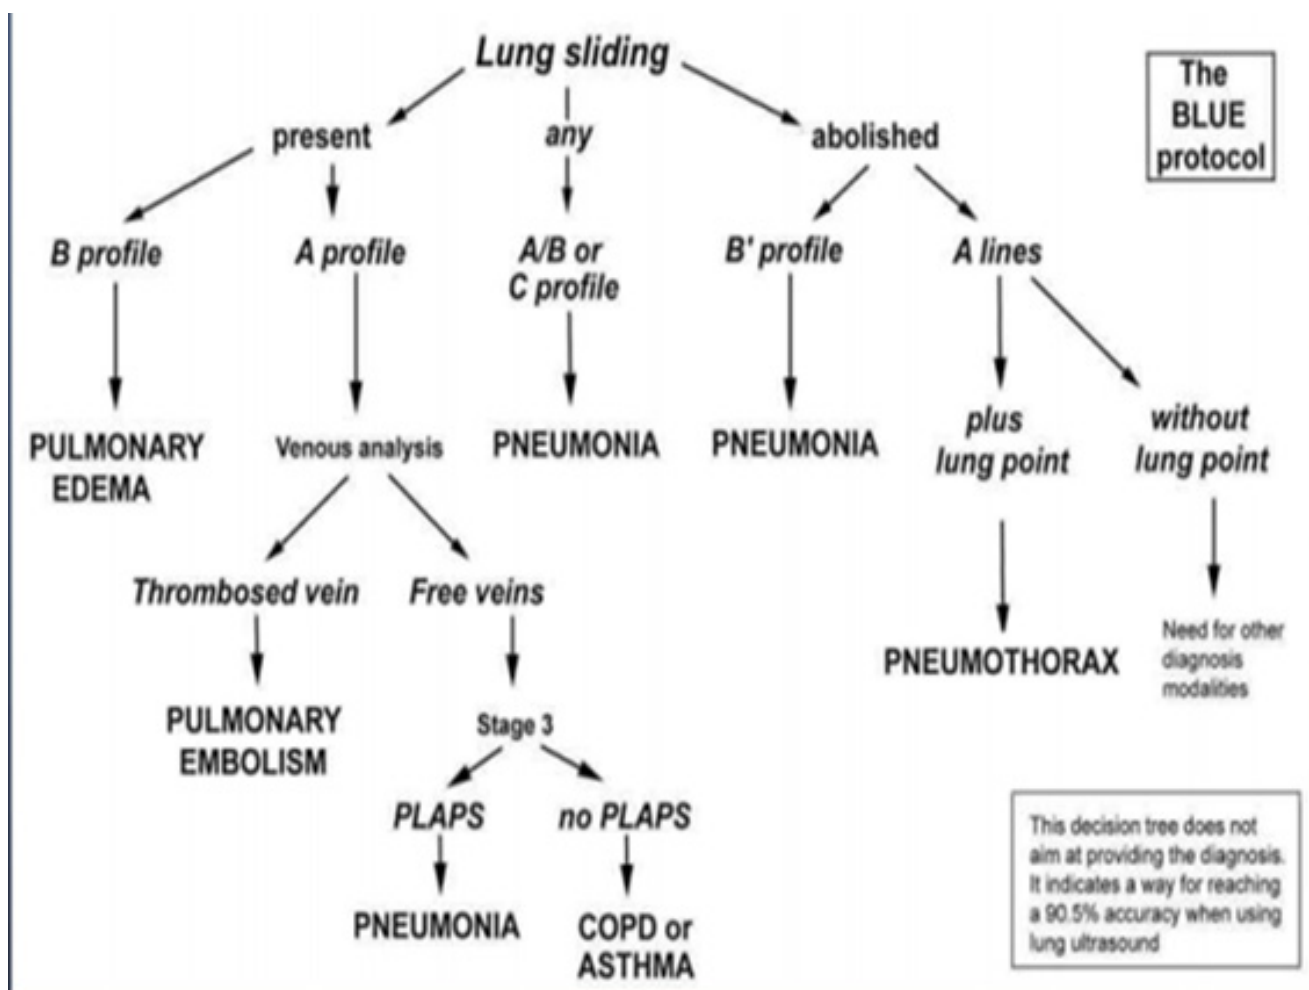 Lung sliding
The
BLUE
protocol
present
any
abolished
B profile
A profile
A/B or
C profile
B' profile
A lines
PULMONARY
EDEMA
Venous analysis
PNEUMONIA
PNEUMONIA
plus
lung point
without
lung point
Thrombosed vein
Free veins
PNEUMOTHORAX
Need for other
diagnosis
modalities
PULMONARY
EMBOLISM
Stage 3
PLAPS
no PLAPS
PNEUMONIA
COPD or
ASTHMA
This decision tree does not
aim at providing the diagnosis.
It indicates a way for reaching
a 90.5% accuracy when using
lung ultrasound